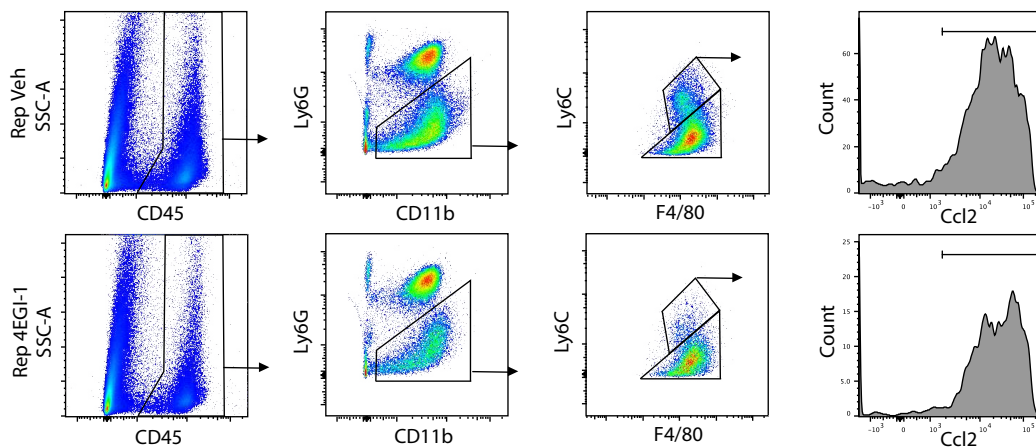 Rep Veh
SSC-A
CD45
Ly6G
CD11b
Ly6C
F4/80
Count
60
40
20
0
-10³ 0 10³ 10⁴ 10⁵
Ccl2
Rep 4EGI-1
SSC-A
CD45
Ly6G
CD11b
Ly6C
F4/80
Count
25
20
15
10
5.0
0
-10³ 0 10³ 10⁴ 10⁵
Ccl2